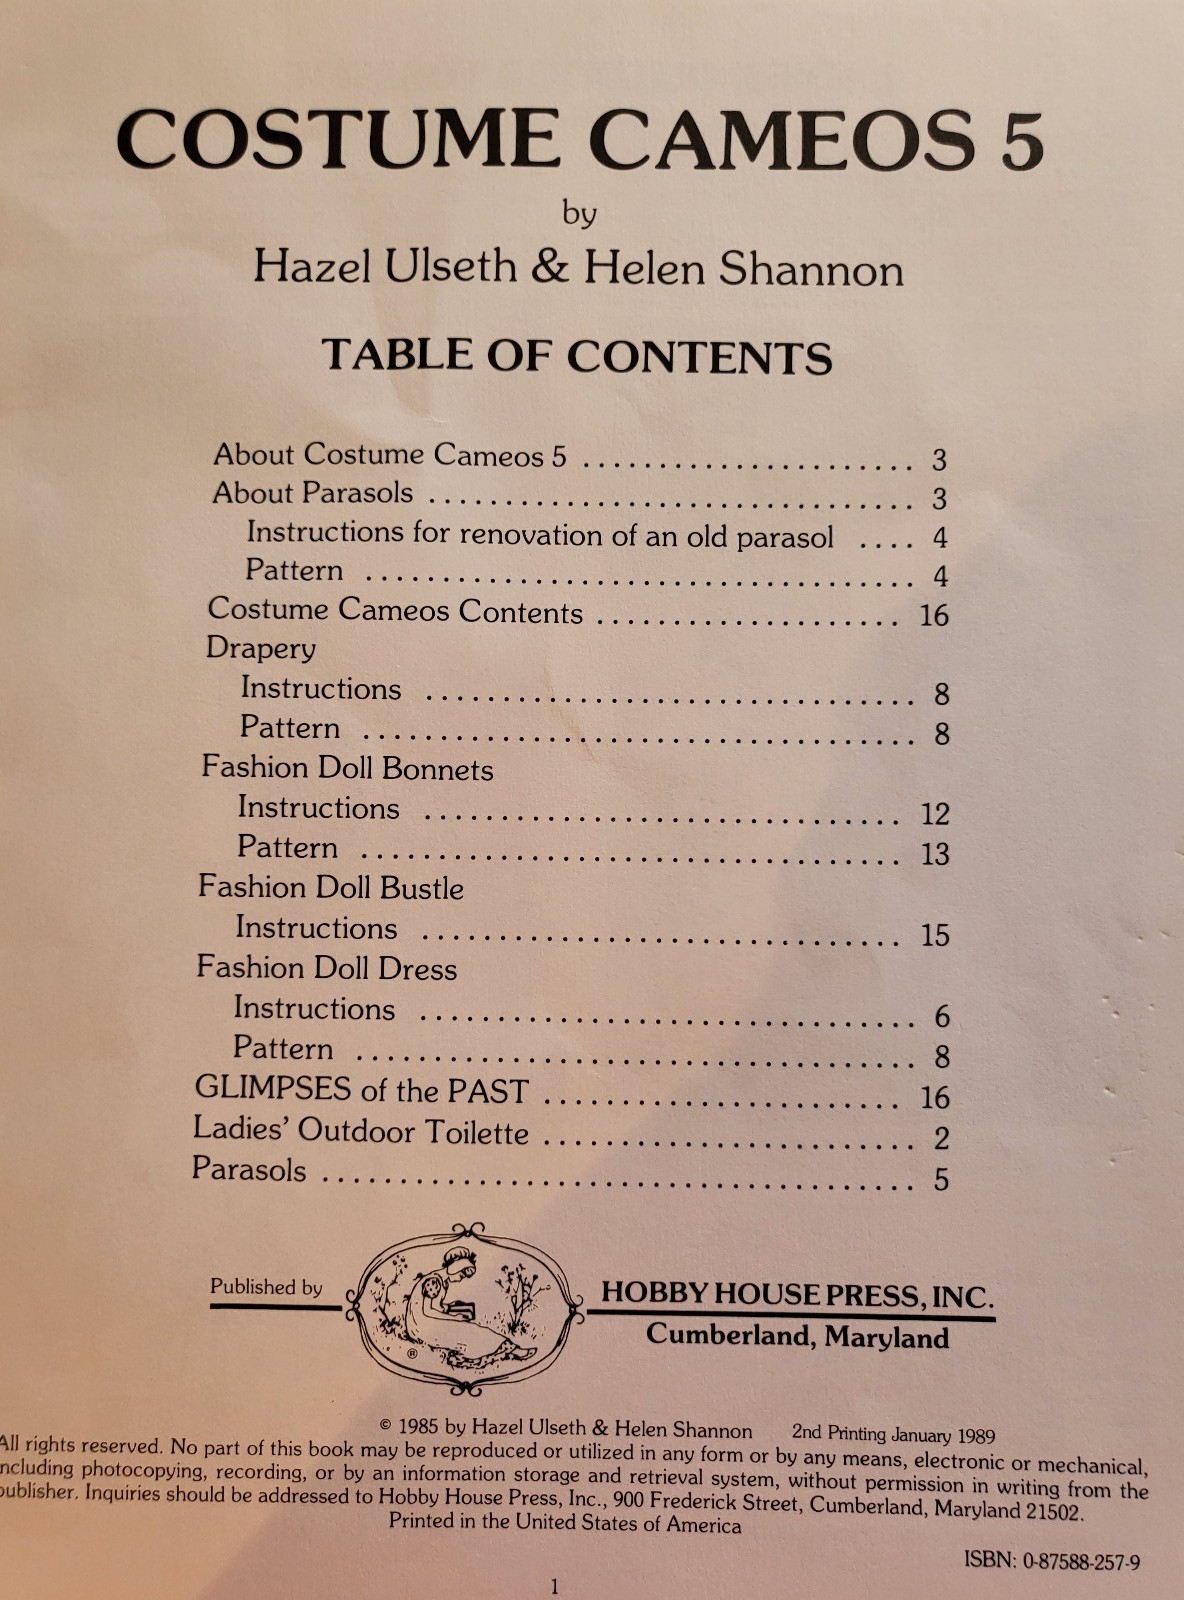 COSTUME CAMEOS 5
by
Hazel Ulseth & Helen Shannon
TABLE OF CONTENTS
About Costume Cameos 5 ...................... 3
About Parasols ................................ 3
Instructions for renovation of an old parasol .... 4
Pattern .................................... 4
Costume Cameos Contents .................... 16
Drapery
Instructions ................................ 8
Pattern .................................... 8
Fashion Doll Bonnets
Instructions ............................... 12
Pattern ................................... 13
Fashion Doll Bustle
Instructions ............................... 15
Fashion Doll Dress
Instructions ................................ 6
Pattern .................................... 8
GLIMPSES of the PAST ....................... 16
Ladies' Outdoor Toilette ........................ 2
Parasols ....................................... 5
Published by
®
HOBBY HOUSE PRESS, INC.
Cumberland, Maryland
© 1985 by Hazel Ulseth & Helen Shannon 2nd Printing January 1989
All rights reserved. No part of this book may be reproduced or utilized in any form or by any means, electronic or mechanical,
ncluding photocopying, recording, or by an information storage and retrieval system, without permission in writing from the
publisher. Inquiries should be addressed to Hobby House Press, Inc., 900 Frederick Street, Cumberland, Maryland 21502.
Printed in the United States of America
ISBN: 0-87588-257-9
1